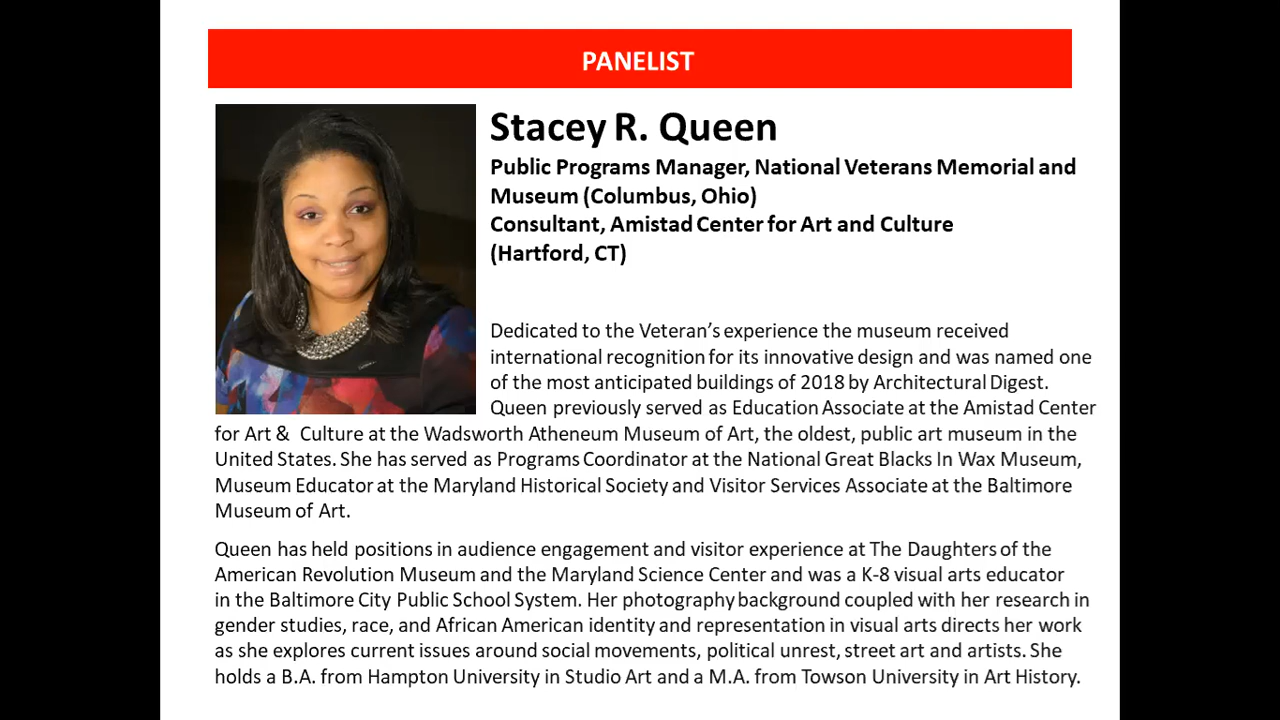 PANELIST
Stacey R. Queen
Public Programs Manager, National Veterans Memorial and
Museum (Columbus, Ohio)
Consultant, Amistad Center for Art and Culture
(Hartford, CT)
Dedicated to the Veteran's experience the museum received
international recognition for its innovative design and was named one
of the most anticipated buildings of 2018 by Architectural Digest.
Queen previously served as Education Associate at the Amistad Center
for Art & Culture at the Wadsworth Atheneum Museum of Art, the oldest, public art museum in the
United States. She has served as Programs Coordinator at the National Great Blacks In Wax Museum,
Museum Educator at the Maryland Historical Society and Visitor Services Associate at the Baltimore
Museum of Art.
Queen has held positions in audience engagement and visitor experience at The Daughters of the
American Revolution Museum and the Maryland Science Center and was a K-8 visual arts educator
in the Baltimore City Public School System. Her photography background coupled with her research in
gender studies, race, and African American identity and representation in visual arts directs her work
as she explores current issues around social movements, political unrest, street art and artists. She
holds a B.A. from Hampton University in Studio Art and a M.A. from Towson University in Art History.